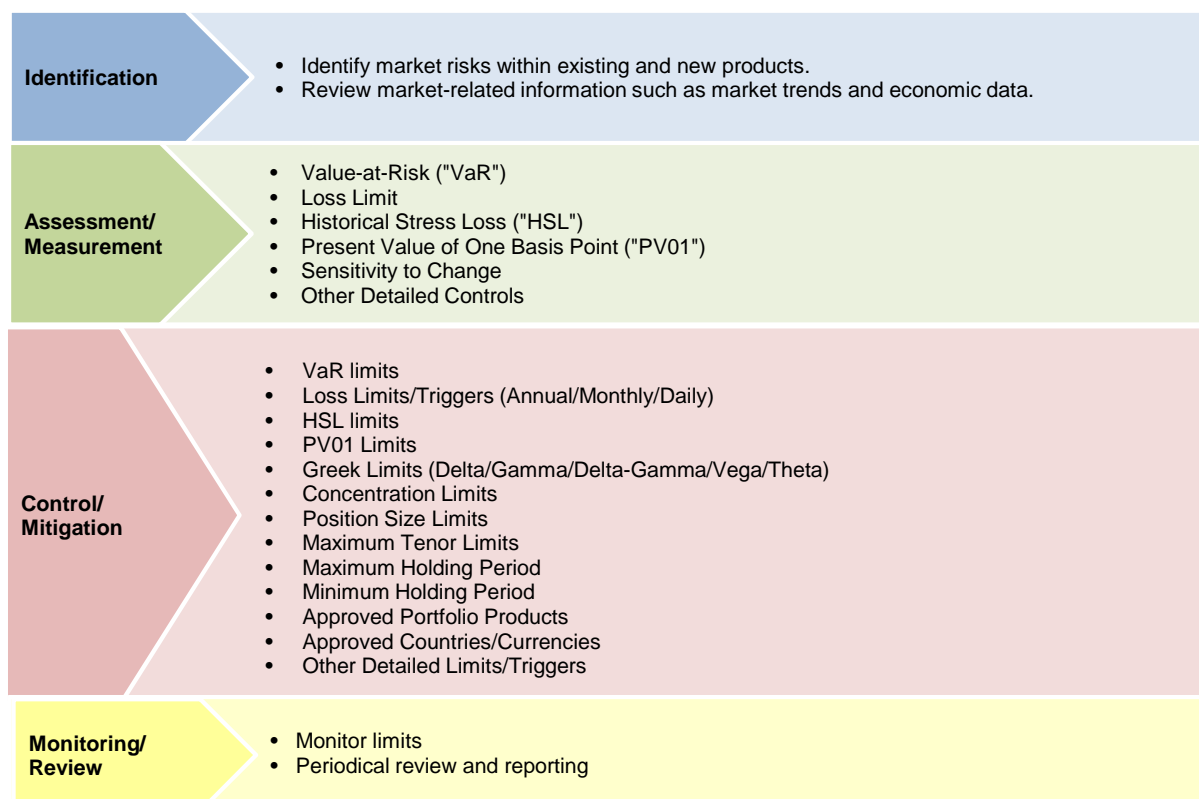 Identification
• Identify market risks within existing and new products.
• Review market-related information such as market trends and economic data.
Assessment/
Measurement
• Value-at-Risk ("VaR")
• Loss Limit
• Historical Stress Loss ("HSL")
• Present Value of One Basis Point ("PV01")
• Sensitivity to Change
• Other Detailed Controls
Control/
Mitigation
• VaR limits
• Loss Limits/Triggers (Annual/Monthly/Daily)
• HSL limits
• PV01 Limits
• Greek Limits (Delta/Gamma/Delta-Gamma/Vega/Theta)
• Concentration Limits
• Position Size Limits
• Maximum Tenor Limits
• Maximum Holding Period
• Minimum Holding Period
• Approved Portfolio Products
• Approved Countries/Currencies
• Other Detailed Limits/Triggers
Monitoring/
Review
• Monitor limits
• Periodical review and reporting